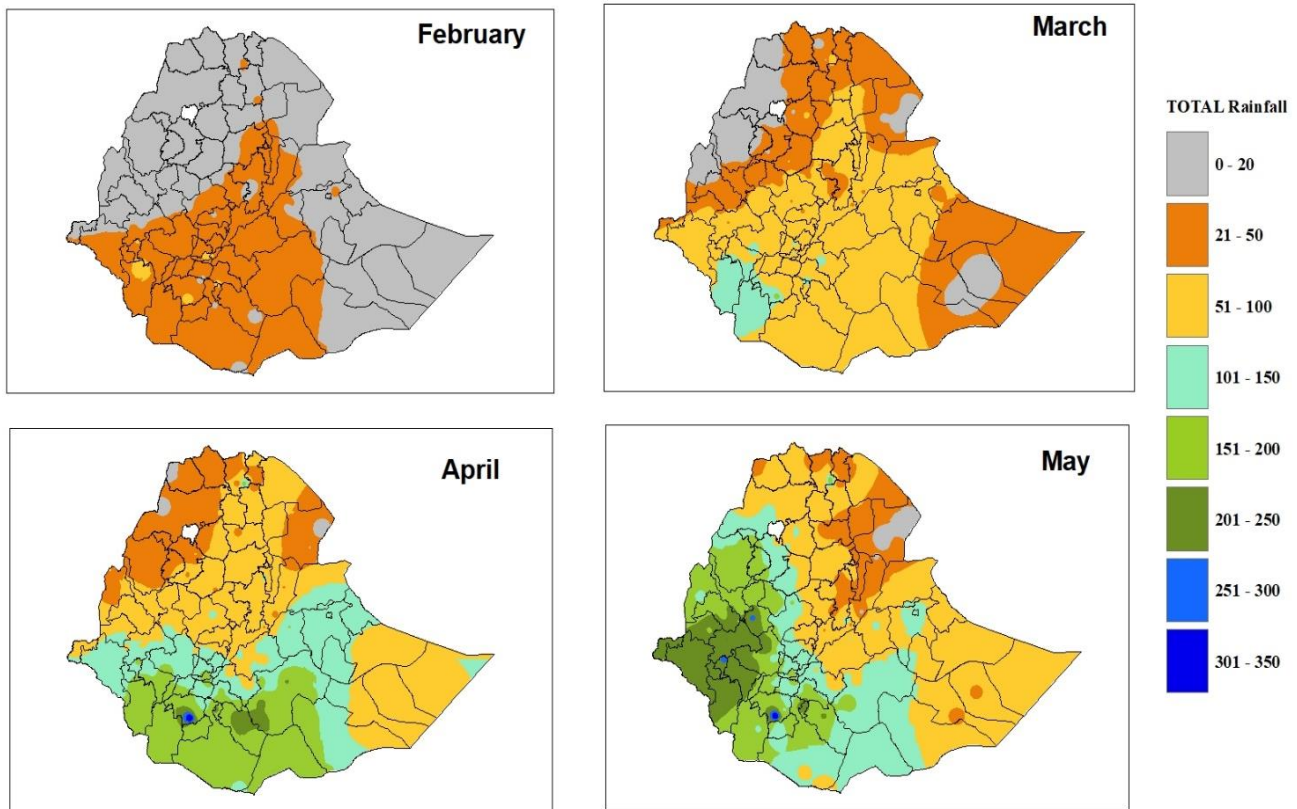 February
March
TOTAL Rainfall
0 - 20
21 - 50
51 - 100
101 - 150
151 - 200
201 - 250
251 - 300
301 - 350
April
May